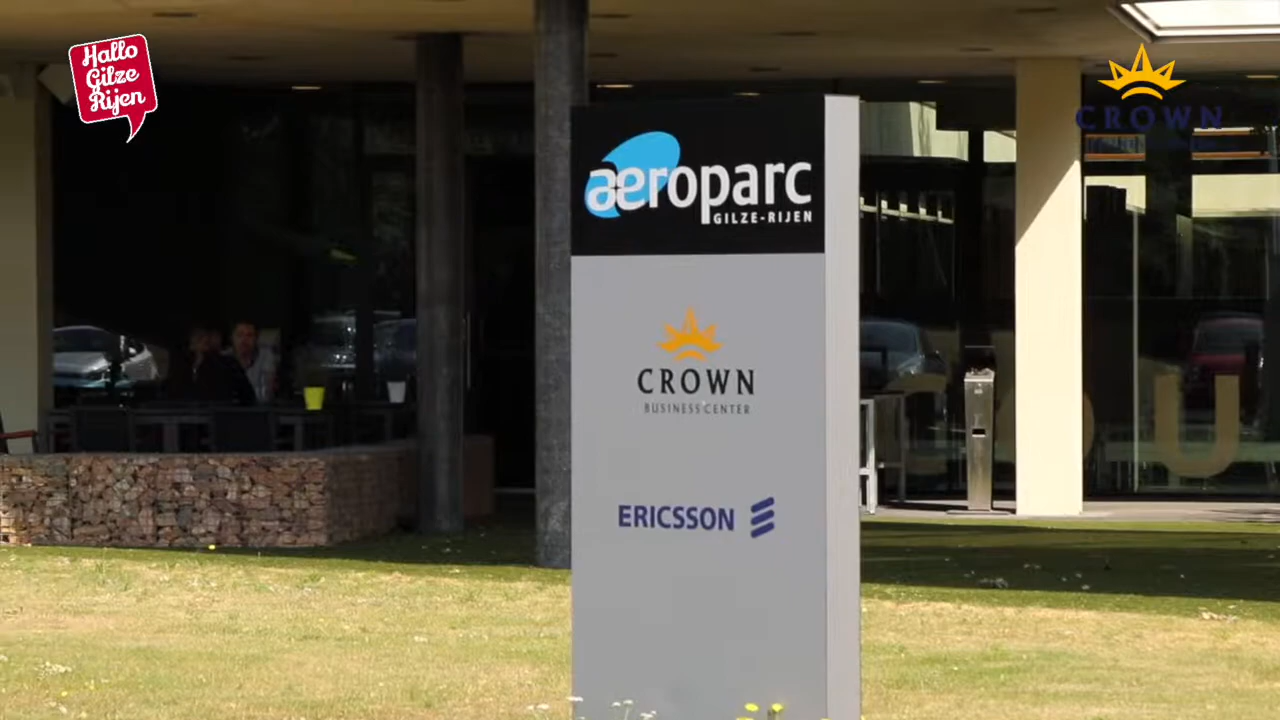 Hallo
Gilze
Rijen
CROWN
aeroparc
GILZE-RIJEN
CROWN
BUSINESS CENTER
ERICSSON